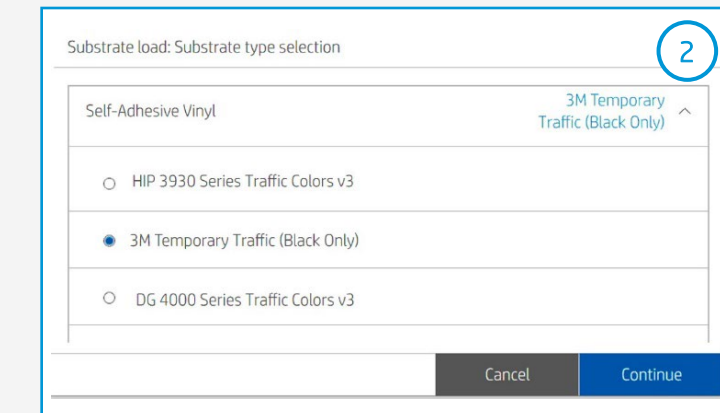 Substrate load: Substrate type selection
2
Self-Adhesive Vinyl
3M Temporary
Traffic (Black Only)
HIP 3930 Series Traffic Colors v3
3M Temporary Traffic (Black Only)
DG 4000 Series Traffic Colors v3
Cancel
Continue